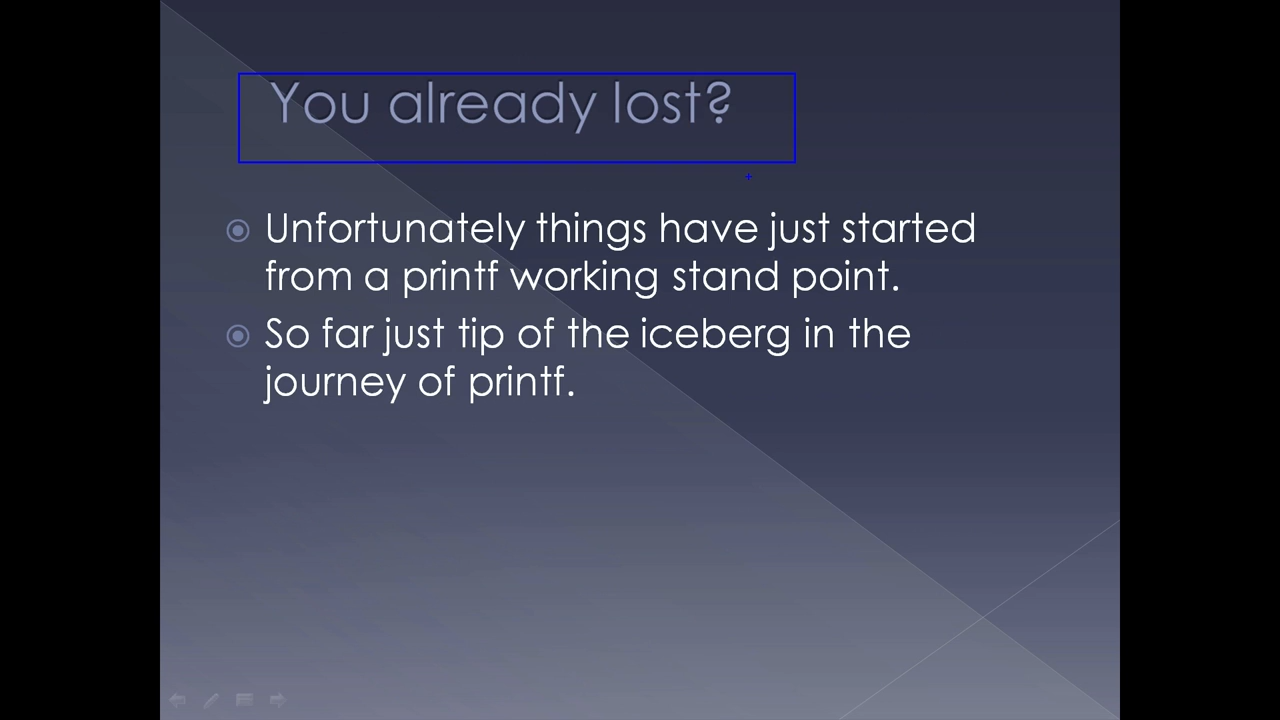 You already lost?
Unfortunately things have just started
from a printf working stand point.
So far just tip of the iceberg in the
journey of printf.